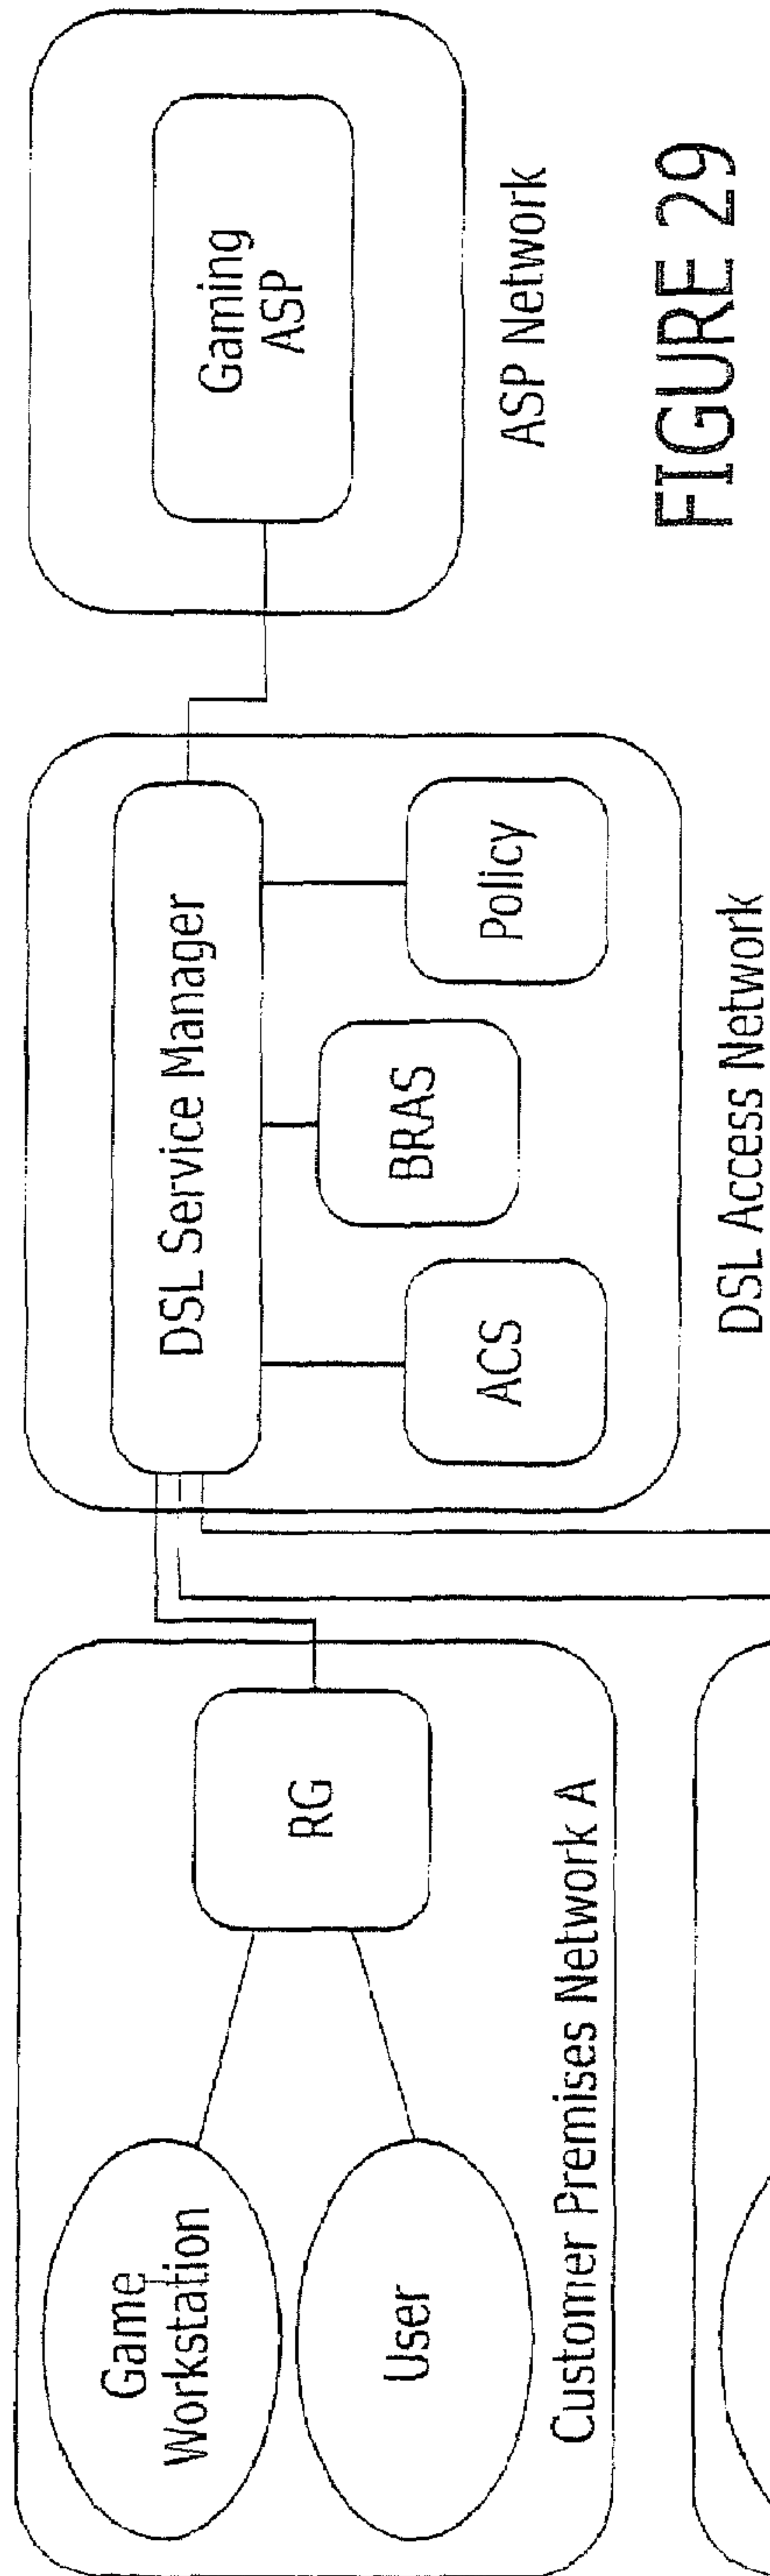 Game
Workstation
User
RG
Customer Premises Network A
DSL Service Manager
ACS
BRAS
Policy
DSL Access Network
Gaming
ASP
ASP Network
FIGURE 29